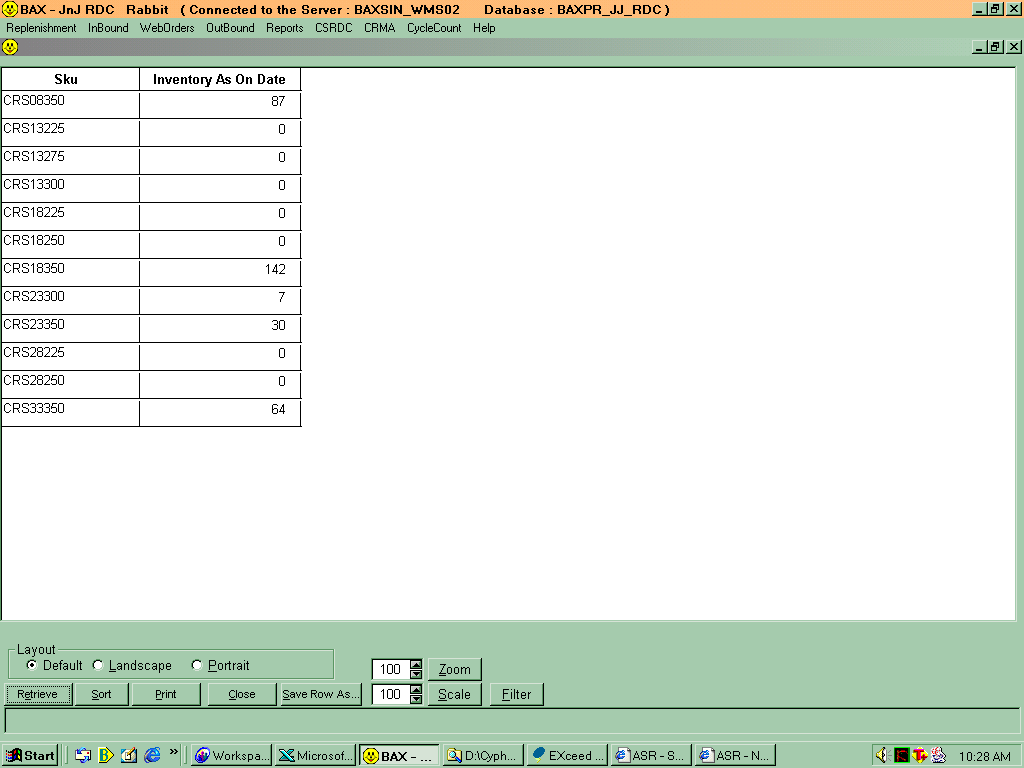 BAX - JnJ RDC Rabbit ( Connected to the Server : BAXSIN_WMS02 Database : BAXPR_JJ_RDC )
Replenishment InBound WebOrders OutBound Reports CSRDC CRMA CycleCount Help
Sku Inventory As On Date
CRS08350 87
CRS13225 0
CRS13275 0
CRS13300 0
CRS18225 0
CRS18250 0
CRS18350 142
CRS23300 7
CRS23350 30
CRS28225 0
CRS28250 0
CRS33350 64
Layout
Default Landscape Portrait 100 Zoom
Retrieve Sort Print Close Save Row As... 100 Scale Filter
Start » Workspa... Microsof... BAX - ... D:\Cyph... EXceed ... ASR - S... ASR - N... 10:28 AM